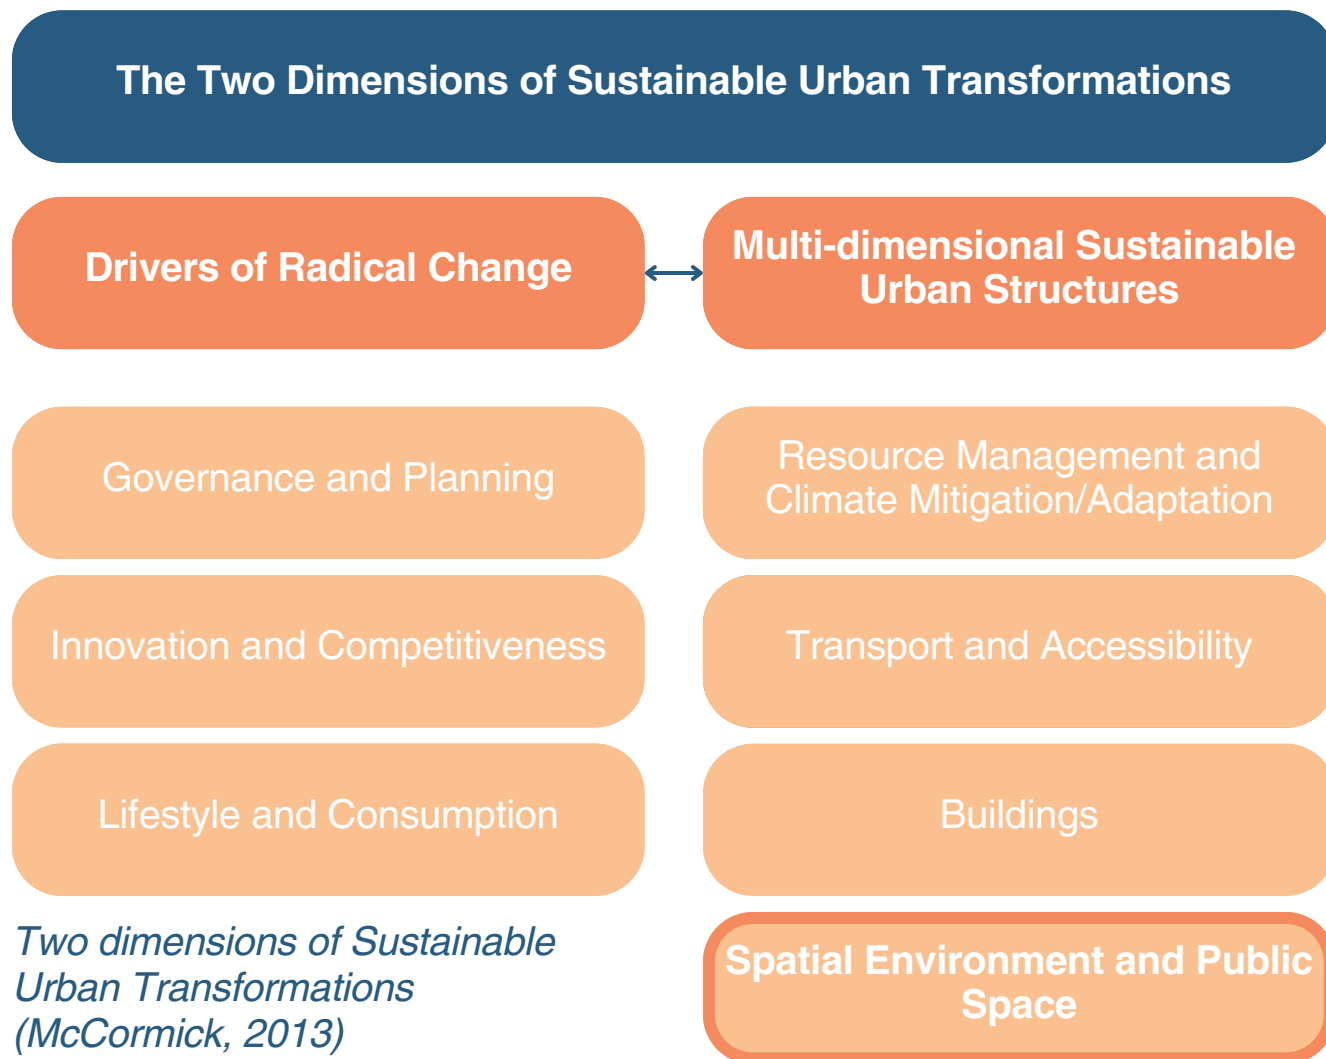 The Two Dimensions of Sustainable Urban Transformations
Drivers of Radical Change
Multi-dimensional Sustainable
Urban Structures
Governance and Planning
Resource Management and
Climate Mitigation/Adaptation
Innovation and Competitiveness
Transport and Accessibility
Lifestyle and Consumption
Buildings
Two dimensions of Sustainable
Urban Transformations
(McCormick, 2013)
Spatial Environment and Public
Space